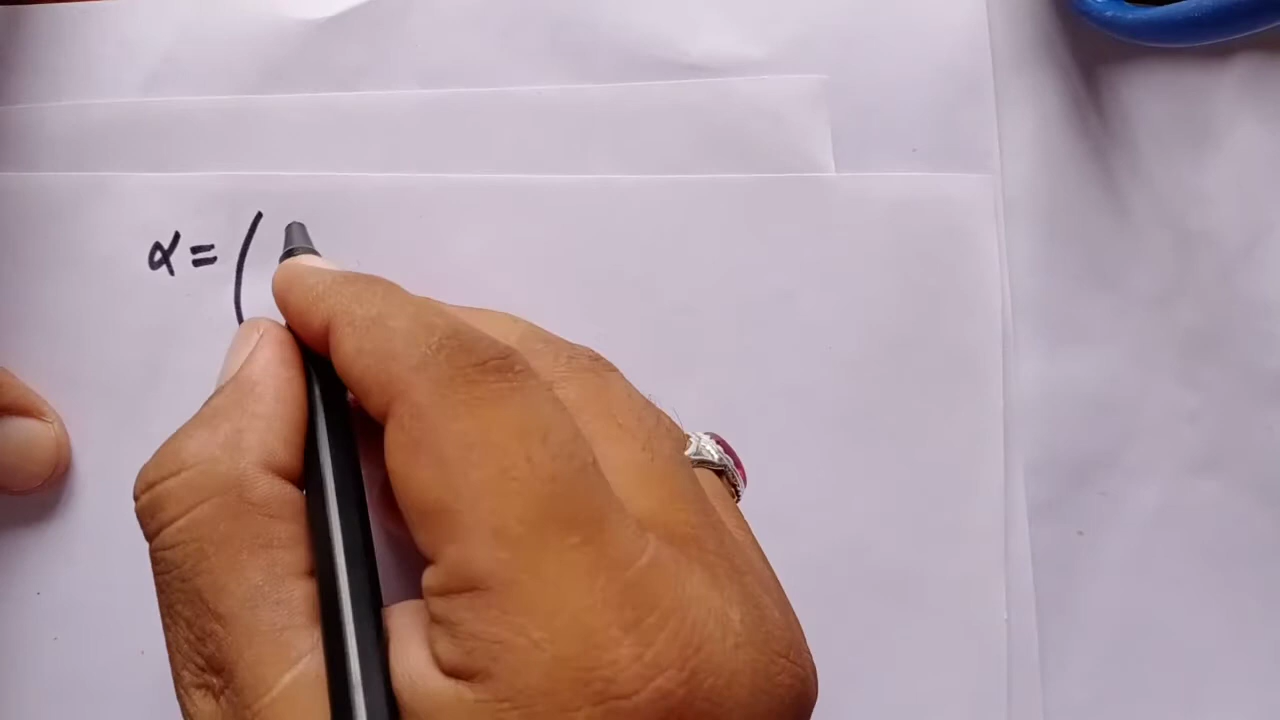 α = (